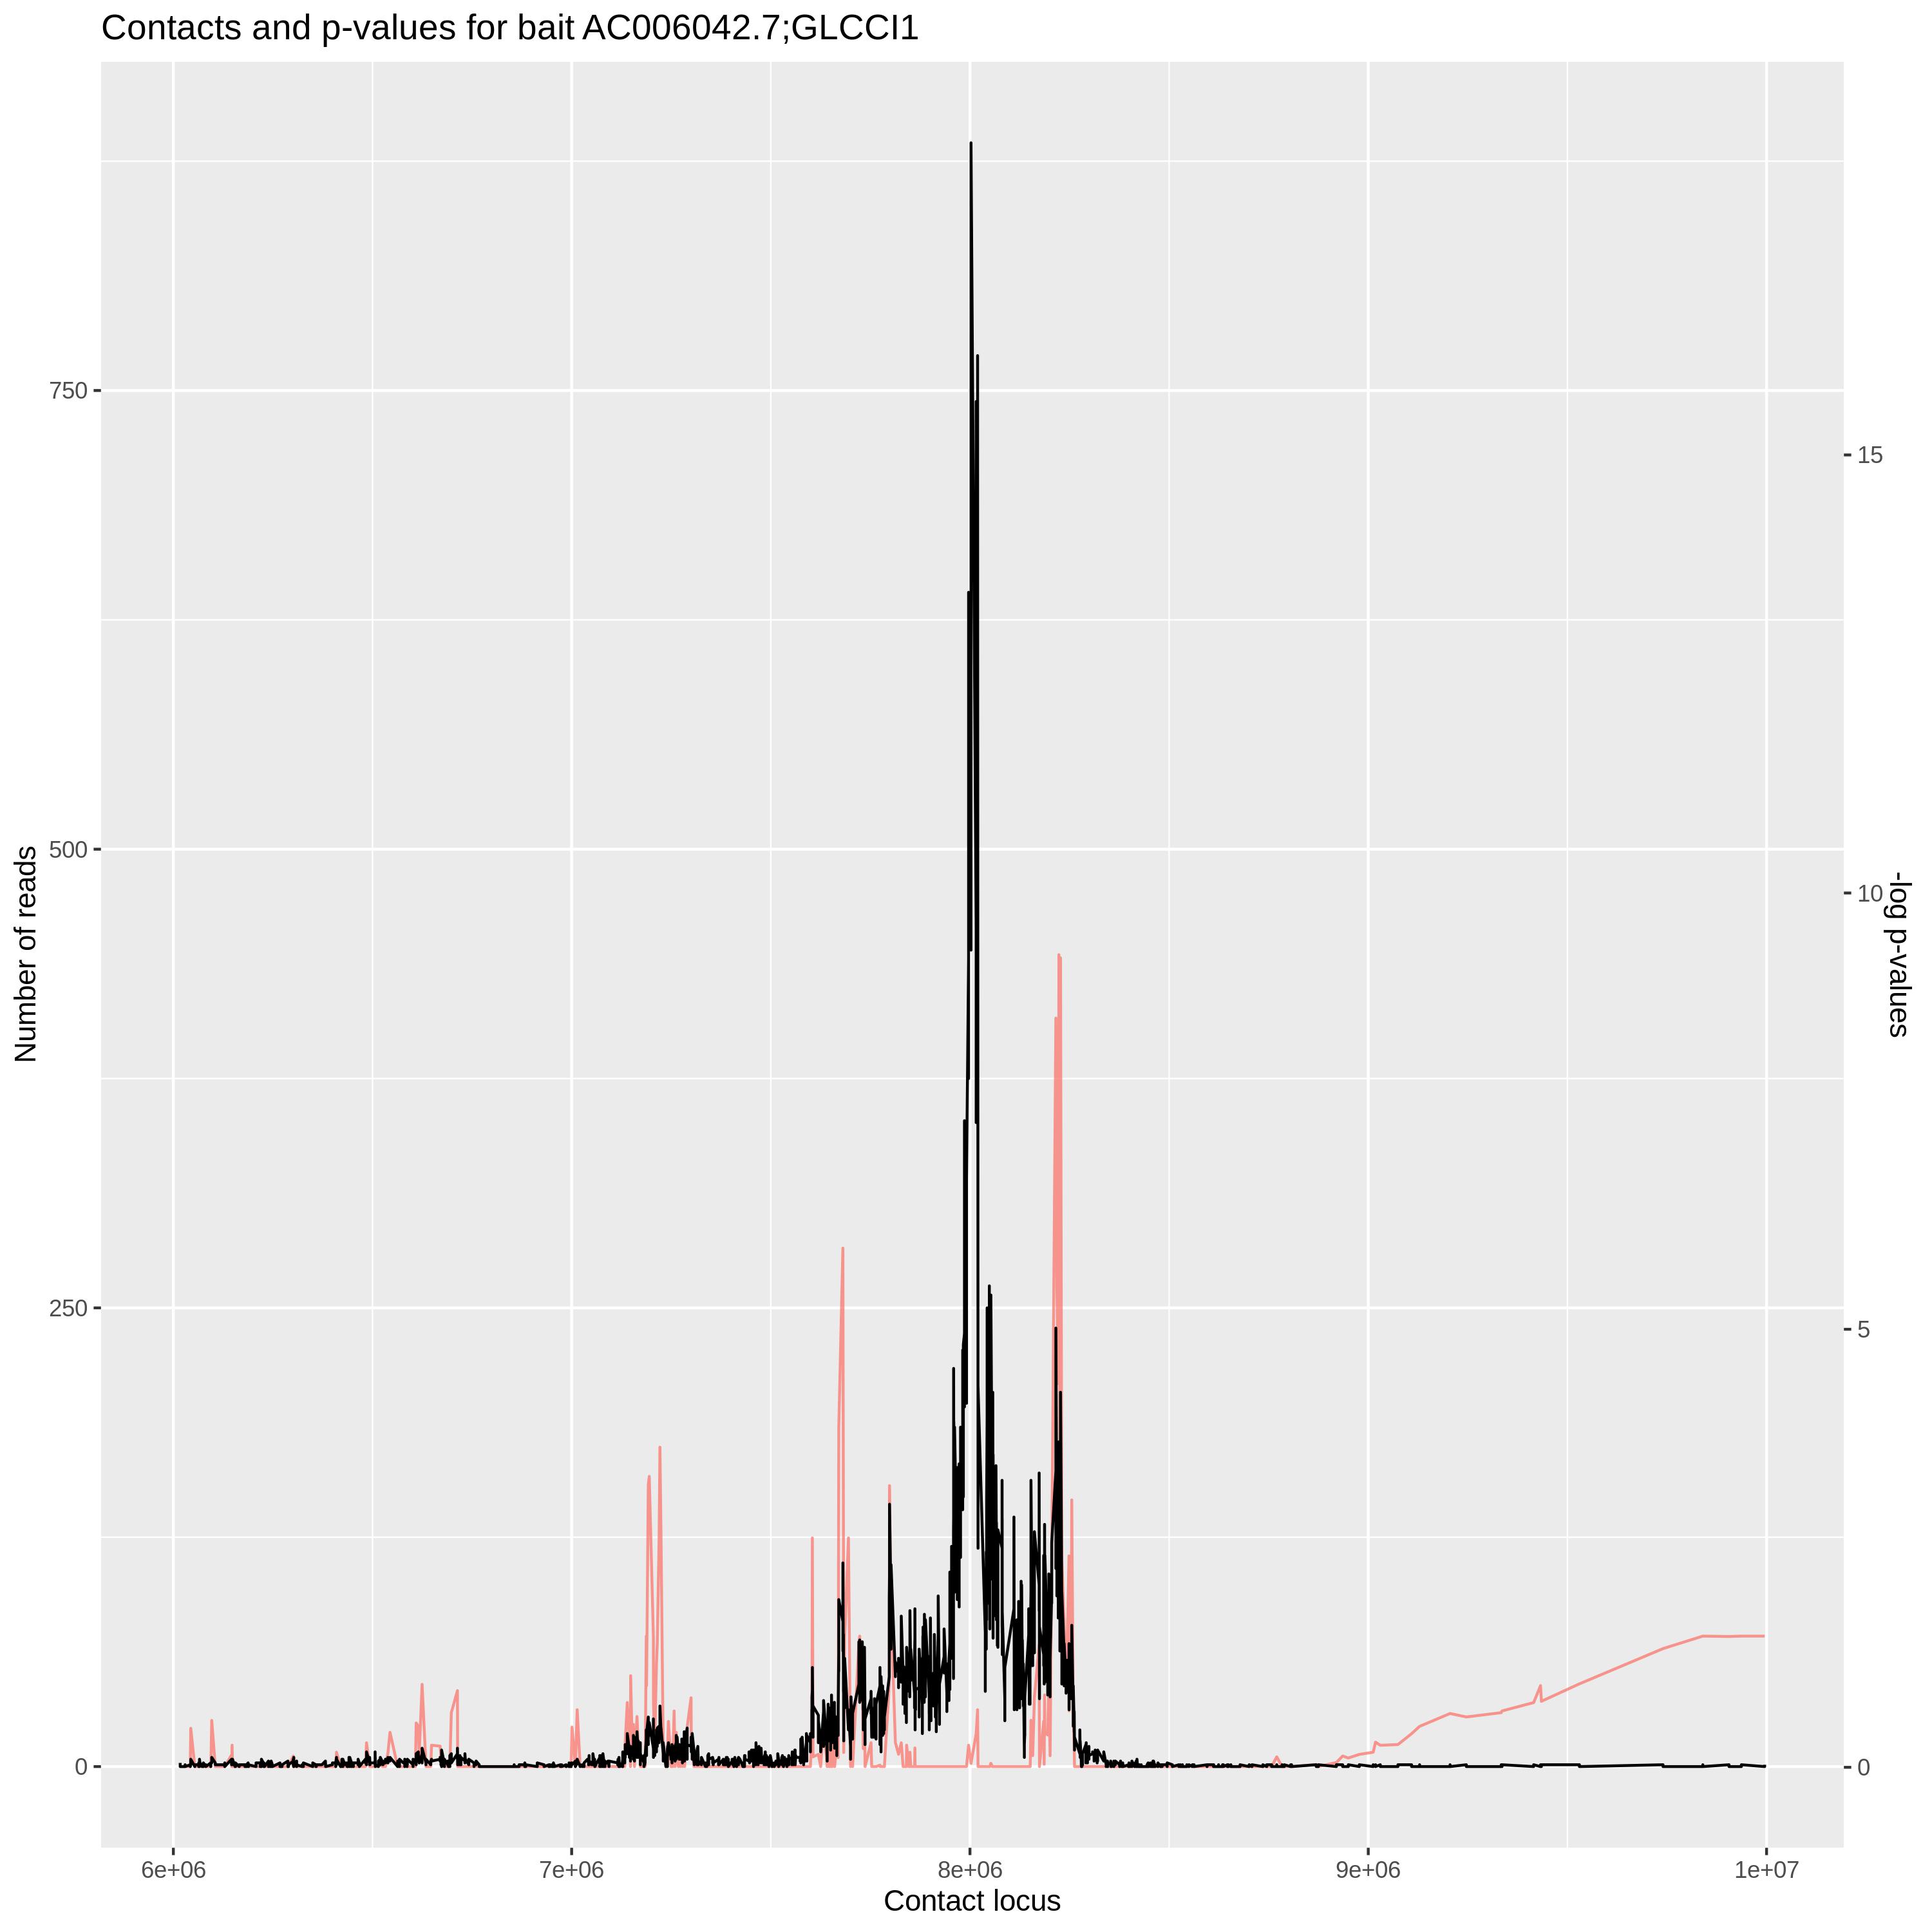 Contacts and p-values for bait AC006042.7;GLCCI1
750
500
250
0
Number of reads
15
10
5
0
-log p-values
6e+06
7e+06
8e+06
9e+06
1e+07
Contact locus